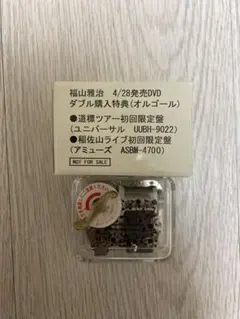 福山雅治　4/28発売DVD
ダブル購入特典(オルゴール)
●道標ツアー初回限定盤
(ユニバーサル　UUBH-9022)
●稲佐山ライブ初回限定盤
(アミューズ　ASBM-4700)
NOT FOR SALE